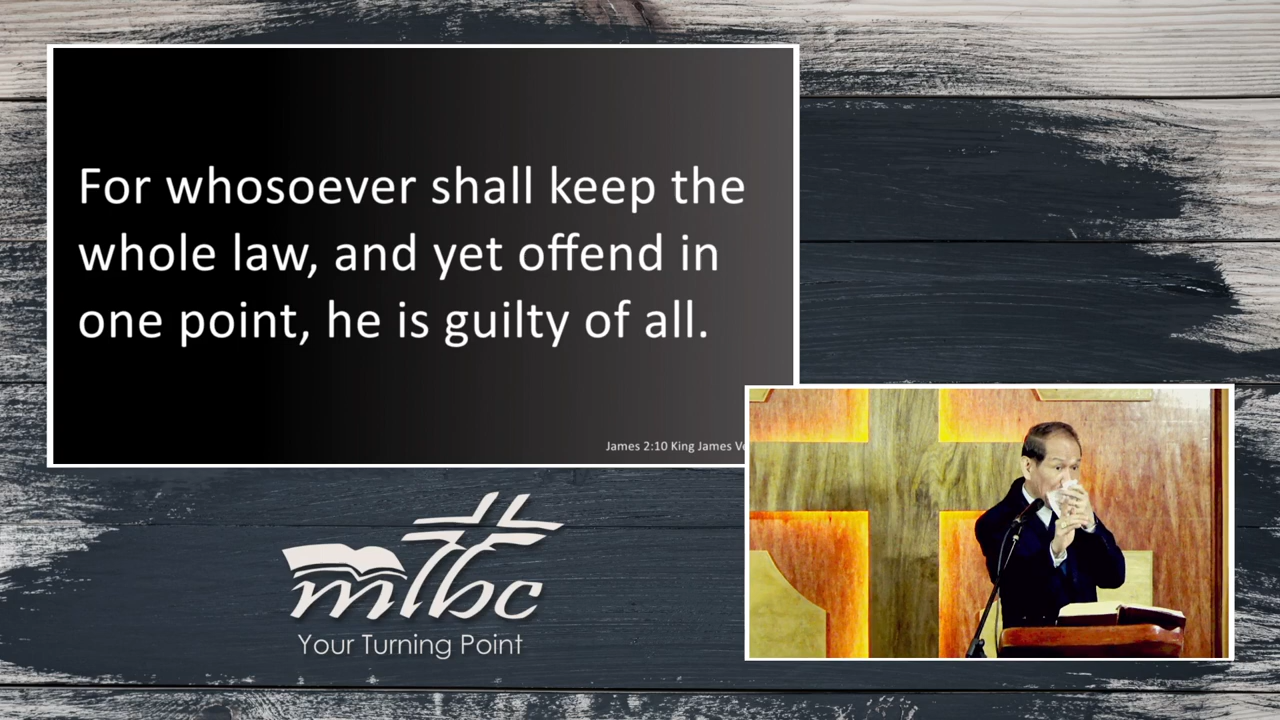 For whosoever shall keep the
whole law, and yet offend in
one point, he is guilty of all.
James 2:10 King James
mlbc
Your Turning Point